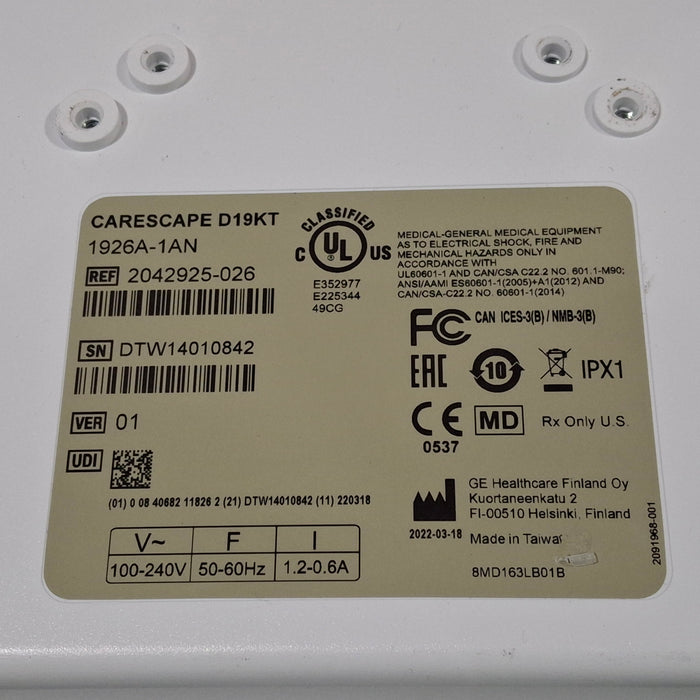 CARESCAPE D19KT
1926A-1AN
REF 2042925-026
SN DTW14010842
VER 01
UDI
(01) 0 08 40682 11826 2 (21) DTW14010842 (11) 220318
V~ F I
100-240V 50-60Hz 1.2-0.6A
CLASSIFIED
C UL US
®
E352977
E225344
49CG
MEDICAL-GENERAL MEDICAL EQUIPMENT
AS TO ELECTRICAL SHOCK, FIRE AND
MECHANICAL HAZARDS ONLY IN
ACCORDANCE WITH
UL60601-1 AND CAN/CSA C22.2 NO. 601.1-M90;
ANSI/AAMI ES60601-1(2005)+A1(2012) AND
CAN/CSA-C22.2 NO. 60601-1(2014)
FC CAN ICES-3(B) / NMB-3(B)
EAC 10 IPX1
CE MD Rx Only U.S.
0537
GE Healthcare Finland Oy
Kuortaneenkatu 2
FI-00510 Helsinki, Finland
2022-03-18 Made in Taiwan
8MD163LB01B
2091968-001